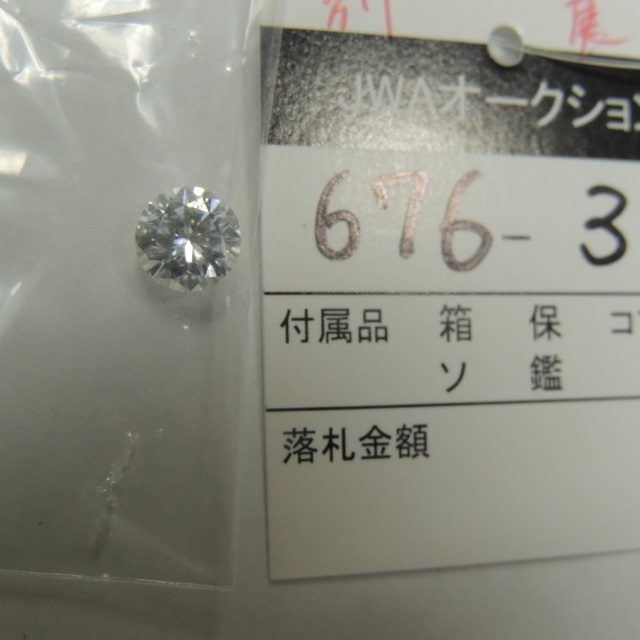 JWAオークション
676-3
付属品 箱 保 コ
ソ 鑑
落札金額